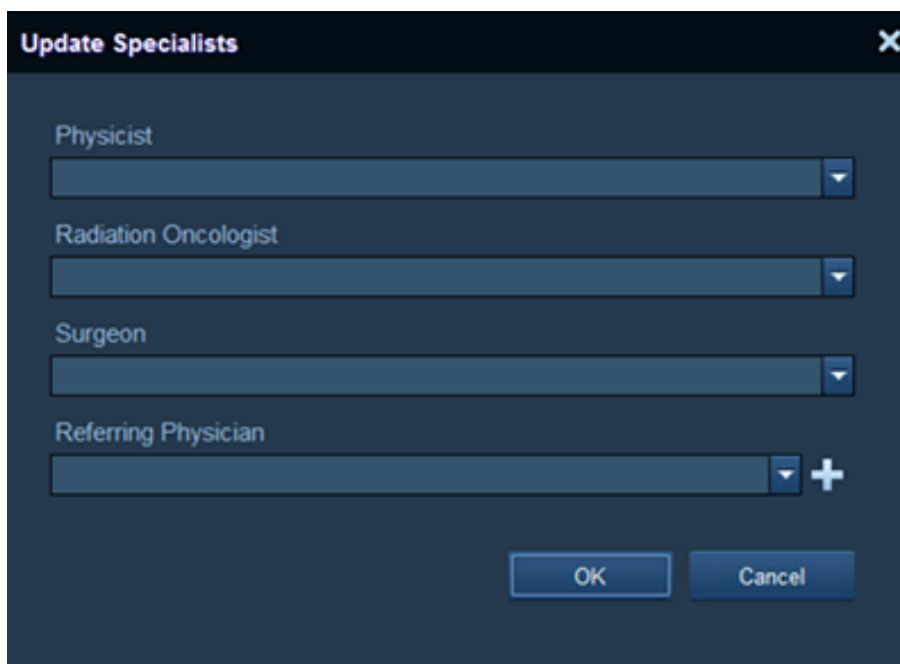 Update Specialists
Physicist
Radiation Oncologist
Surgeon
Referring Physician
OK Cancel